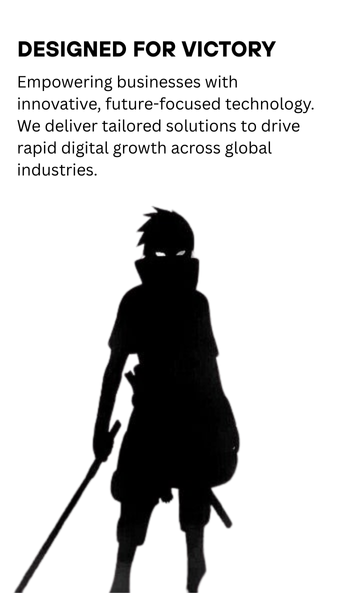 DESIGNED FOR VICTORY
Empowering businesses with
innovative, future-focused technology.
We deliver tailored solutions to drive
rapid digital growth across global
industries.